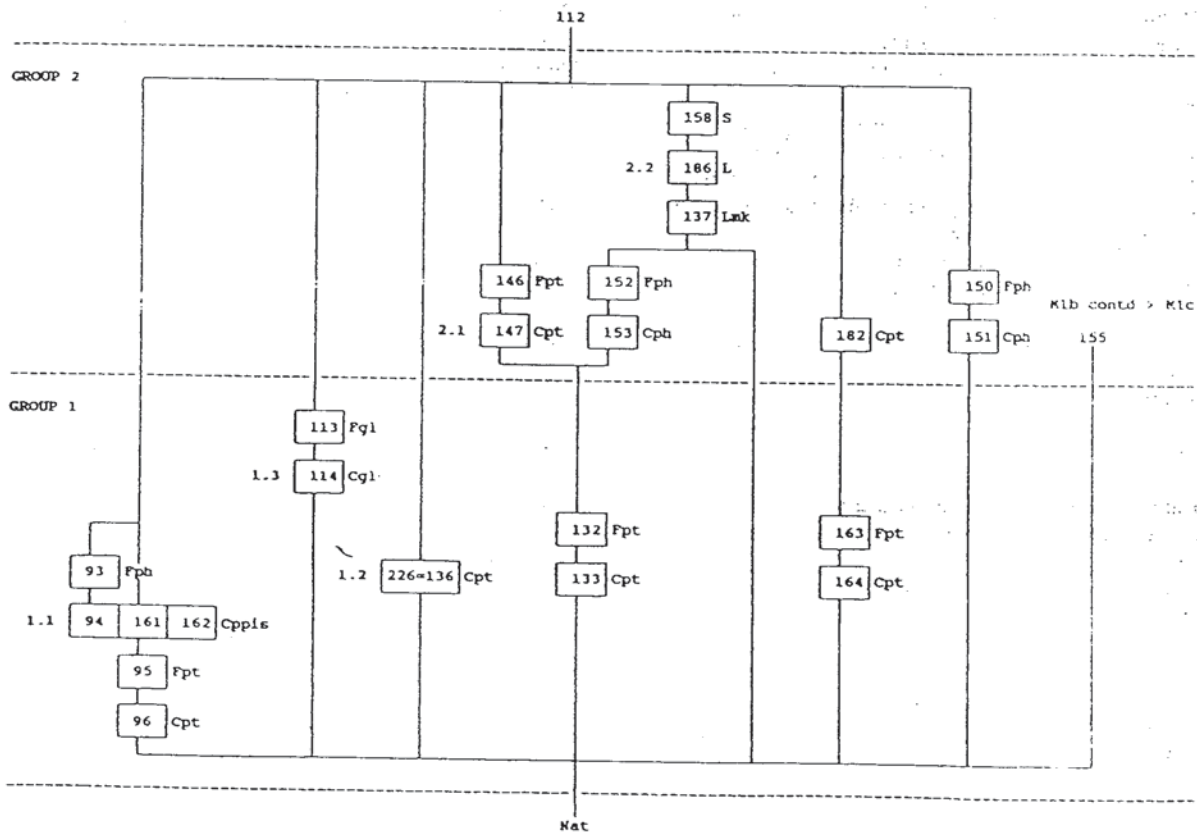 112
GROUP 2
158 S
2.2 186 L
137 Lmk
146 Fpt 152 Fph 150 Fph
M1b contd > M1c
2.1 147 Cpt 153 Cph 182 Cpt 151 Cph 155
GROUP 1
113 Fgl
1.3 114 Cgl
132 Fpt 163 Fpt
93 Fph 1.2 226=136 Cpt 133 Cpt 164 Cpt
1.1 94 161 162 Cppis
95 Fpt
96 Cpt
Nat